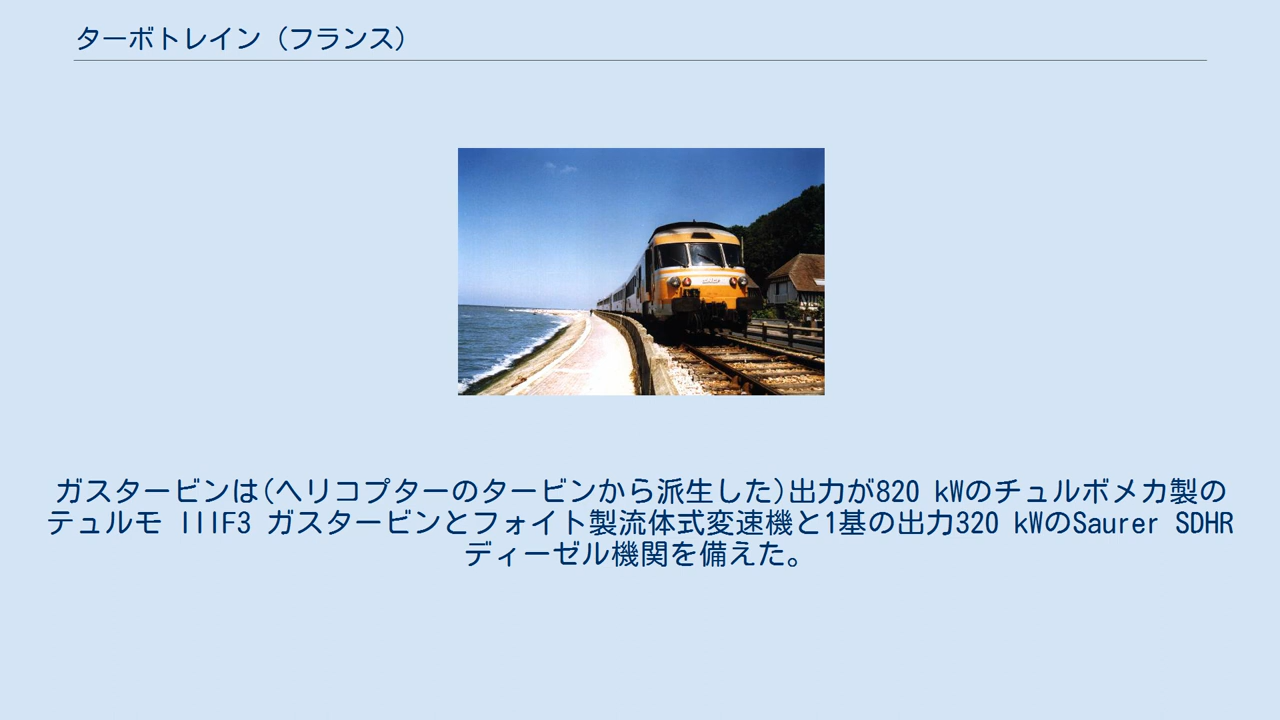 ターボトレイン (フランス)
ガスタービンは(ヘリコプターのタービンから派生した)出力が820 kWのチュルボメカ製の
テュルモ IIIF3 ガスタービンとフォイト製流体式変速機と1基の出力320 kWのSaurer SDHR
ディーゼル機関を備えた。